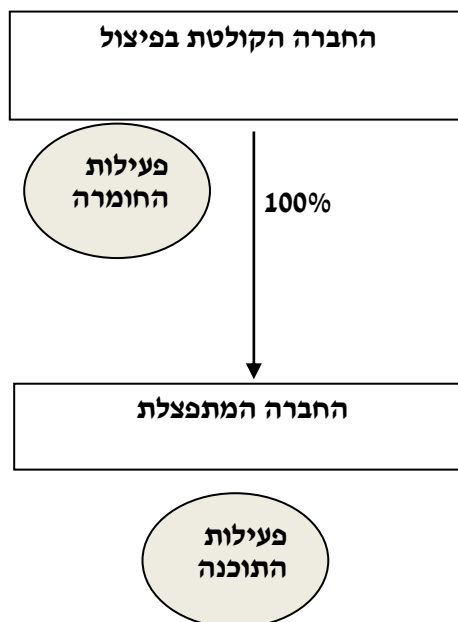 החברה הקולטת בפיצול
פעילות
החומרה
100%
החברה המתפצלת
פעילות
התוכנה